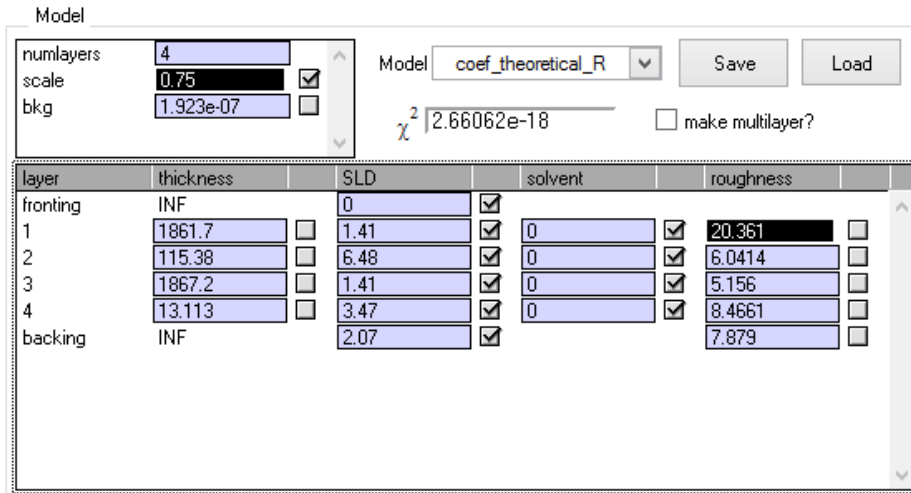 Model
numlayers 4
scale 0.75
bkg 1.923e-07
Model coef_theoretical_R Save Load
χ2 2.66062e-18 make multilayer?
layer thickness SLD solvent roughness
fronting INF 0
1 1861.7 1.41 0 20.361
2 115.38 6.48 0 6.0414
3 1867.2 1.41 0 5.156
4 13.113 3.47 0 8.4661
backing INF 2.07 7.879